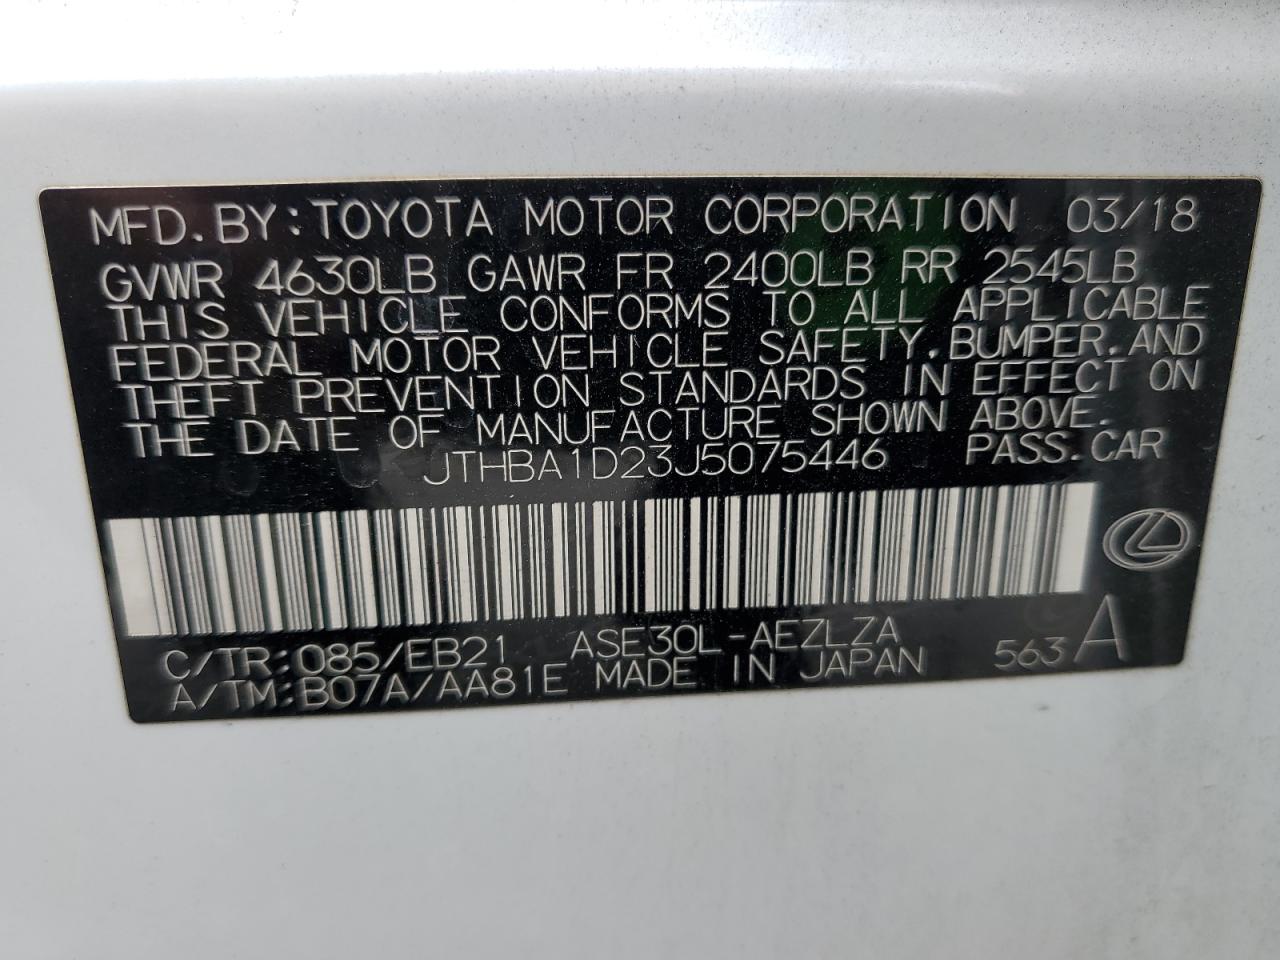 MFD.BY:TOYOTA MOTOR CORPORATION 03/18
GVWR 4630LB GAWR FR 2400LB RR 2545LB
THIS VEHICLE CONFORMS TO ALL APPLICABLE
FEDERAL MOTOR VEHICLE SAFETY,BUMPER,AND
THEFT PREVENTION STANDARDS IN EFFECT ON
THE DATE OF MANUFACTURE SHOWN ABOVE.
JTHBA1D23J5075446 PASS.CAR
C/TR:085/EB21 ASE30L-AEZLZA
A/TM:B07A/AA81E MADE IN JAPAN 563 A